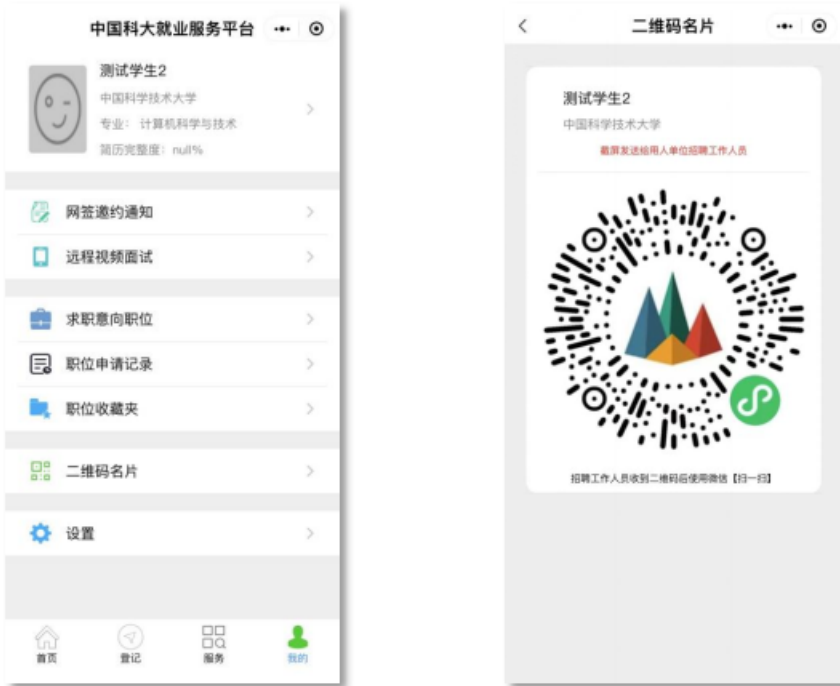 中国科大就业服务平台
测试学生2
中国科学技术大学
专业： 计算机科学与技术
简历完整度：null%
网签邀约通知
远程视频面试
求职意向职位
职位申请记录
职位收藏夹
二维码名片
设置
首页
登记
服务
我的
二维码名片
测试学生2
中国科学技术大学
截屏发送给用人单位招聘工作人员
招聘工作人员收到二维码后使用微信【扫一扫】